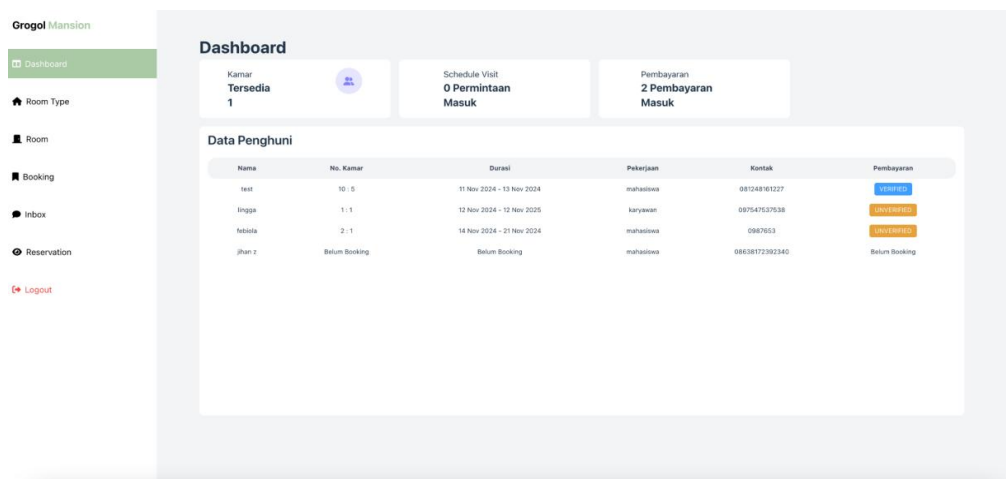 Grogol Mansion
Dashboard
Room Type
Room
Booking
Inbox
Reservation
Logout
Dashboard
Kamar
Tersedia
1
Schedule Visit
0 Permintaan
Masuk
Pembayaran
2 Pembayaran
Masuk
Data Penghuni
Nama No. Kamar Durasi Pekerjaan Kontak Pembayaran
test 10 : 5 11 Nov 2024 - 13 Nov 2024 mahasiswa 081248161227 VERIFIED
lingga 1 : 1 12 Nov 2024 - 12 Nov 2025 karyawan 097547537538 UNVERIFIED
febiola 2 : 1 14 Nov 2024 - 21 Nov 2024 mahasiswa 0987653 UNVERIFIED
jihan z Belum Booking Belum Booking mahasiswa 08638172392340 Belum Booking